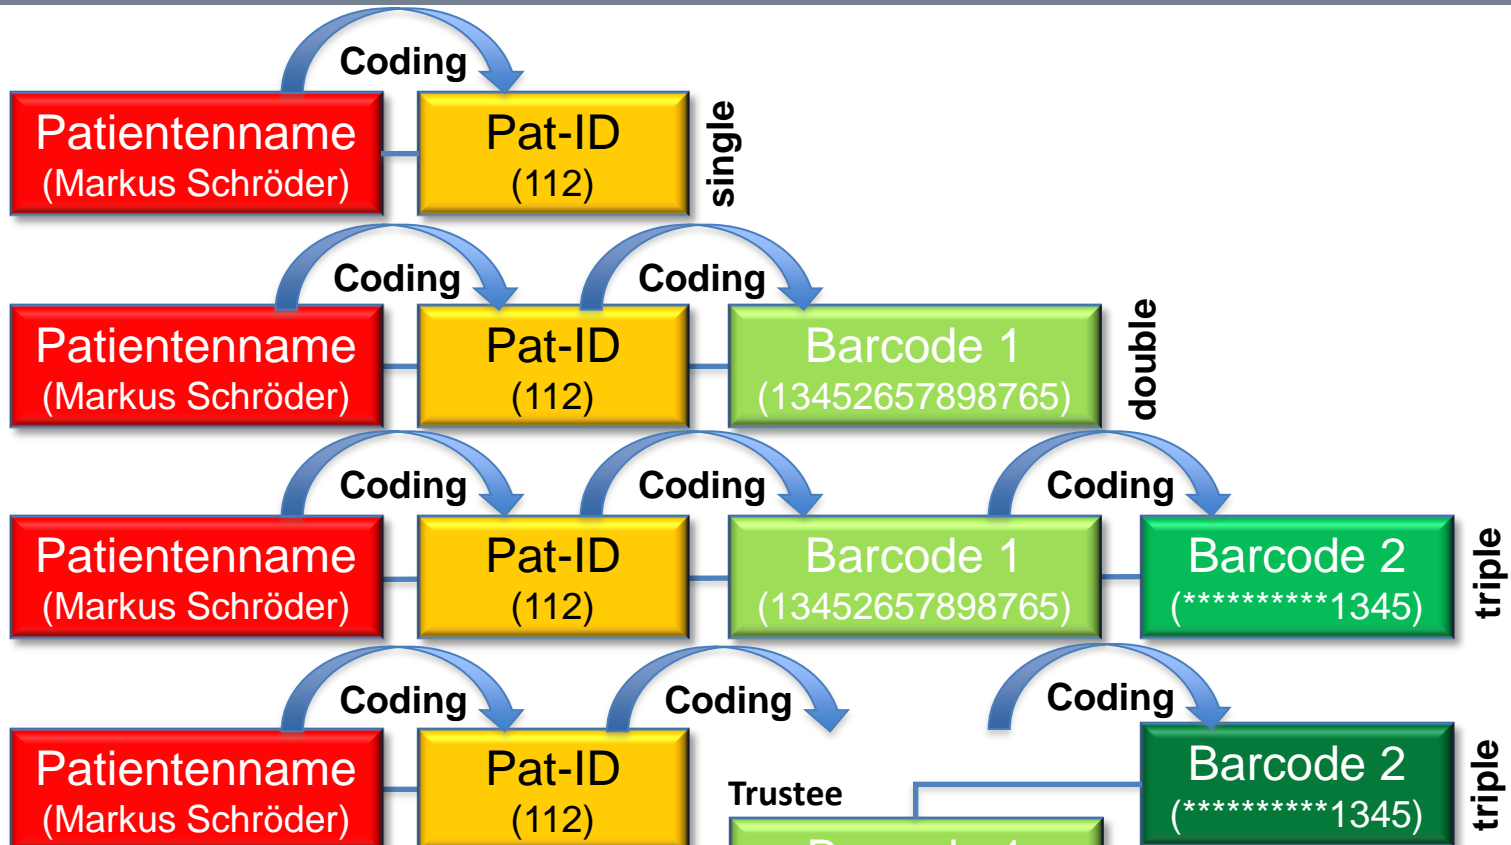 Coding
Patientenname
(Markus Schröder)
Pat-ID
(112)
single
Coding
Coding
Patientenname
(Markus Schröder)
Pat-ID
(112)
Barcode 1
(13452657898765)
double
Coding
Coding
Coding
Patientenname
(Markus Schröder)
Pat-ID
(112)
Barcode 1
(13452657898765)
Barcode 2
(**********1345)
triple
Coding
Coding
Coding
Patientenname
(Markus Schröder)
Pat-ID
(112)
Trustee
Barcode 2
(**********1345)
triple